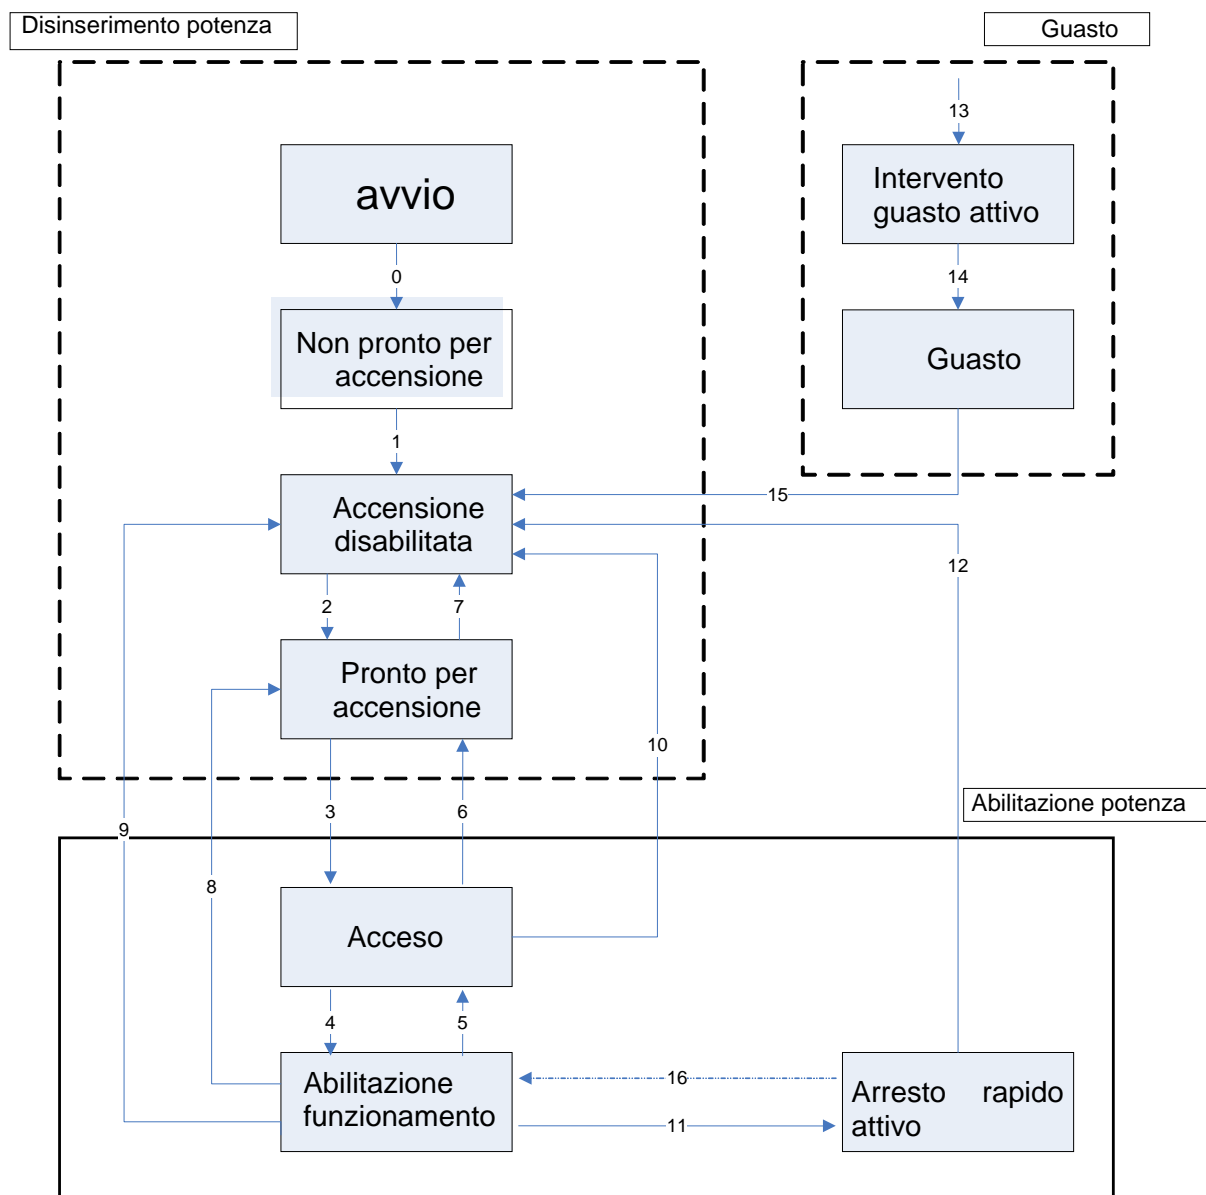 Disinserimento potenza
Guasto
13
avvio
Intervento
guasto attivo
0
14
Non pronto per
accensione
Guasto
1
15
Accensione
disabilitata
12
2
7
Pronto per
accensione
10
3
6
Abilitazione potenza
9
8
Acceso
4
5
Abilitazione
funzionamento
16
11
Arresto rapido
attivo